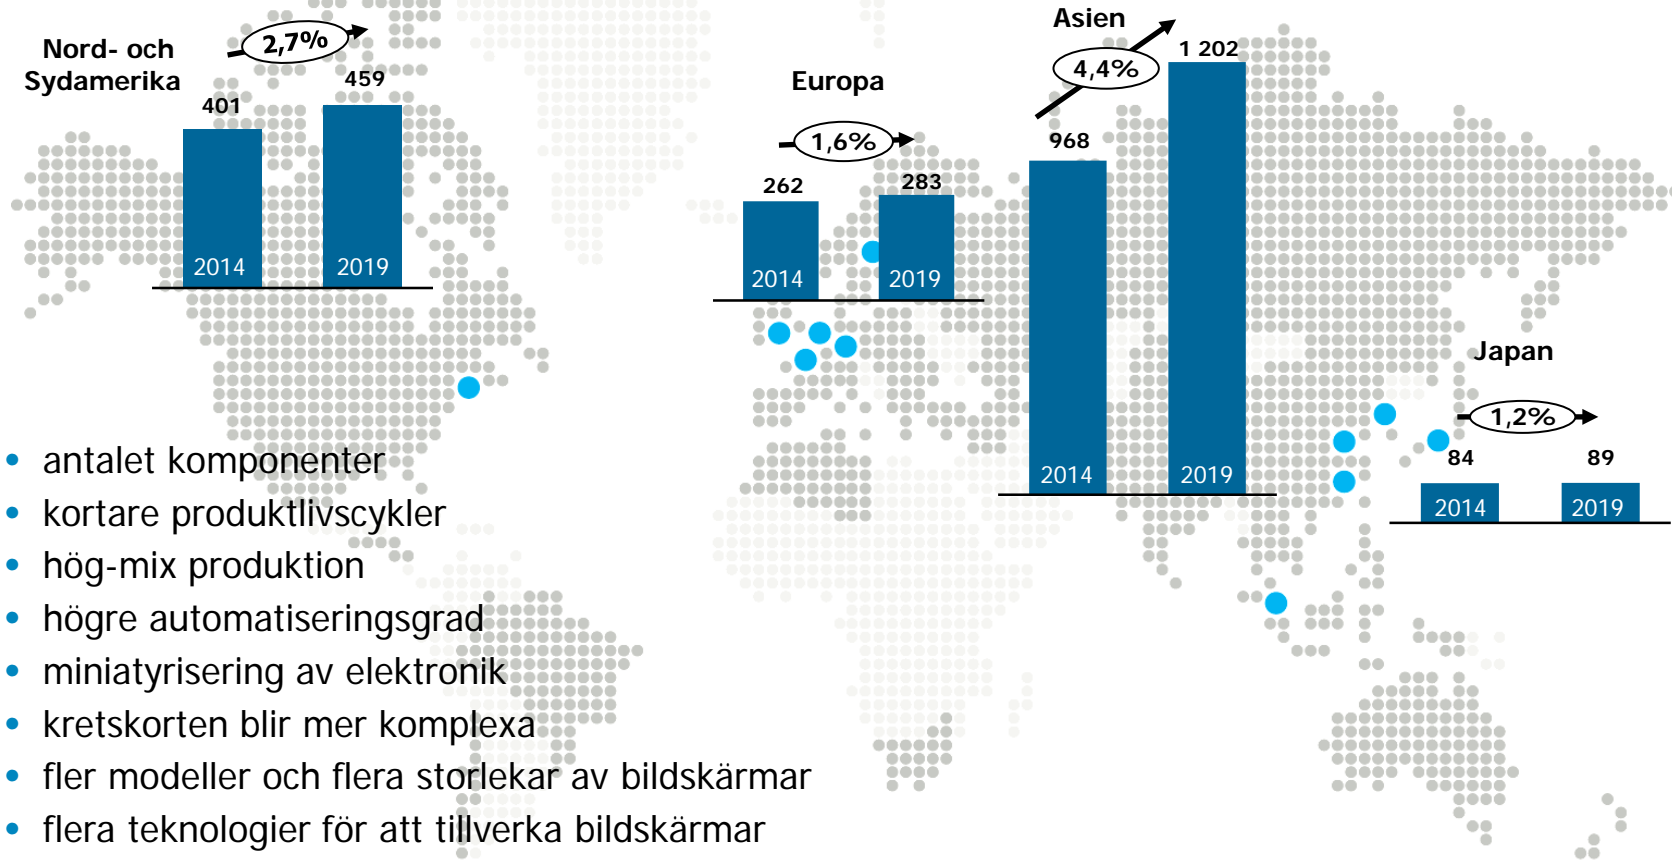 Nord- och
Sydamerika
2,7%
401
459
2014
2019
Europa
1,6%
262
283
2014
2019
Asien
4,4%
968
1 202
2014
2019
Japan
1,2%
84
89
2014
2019
• antalet komponenter
• kortare produktlivscykler
• hög-mix produktion
• högre automatiseringsgrad
• miniatyrisering av elektronik
• kretskorten blir mer komplexa
• fler modeller och flera storlekar av bildskärmar
• flera teknologier för att tillverka bildskärmar